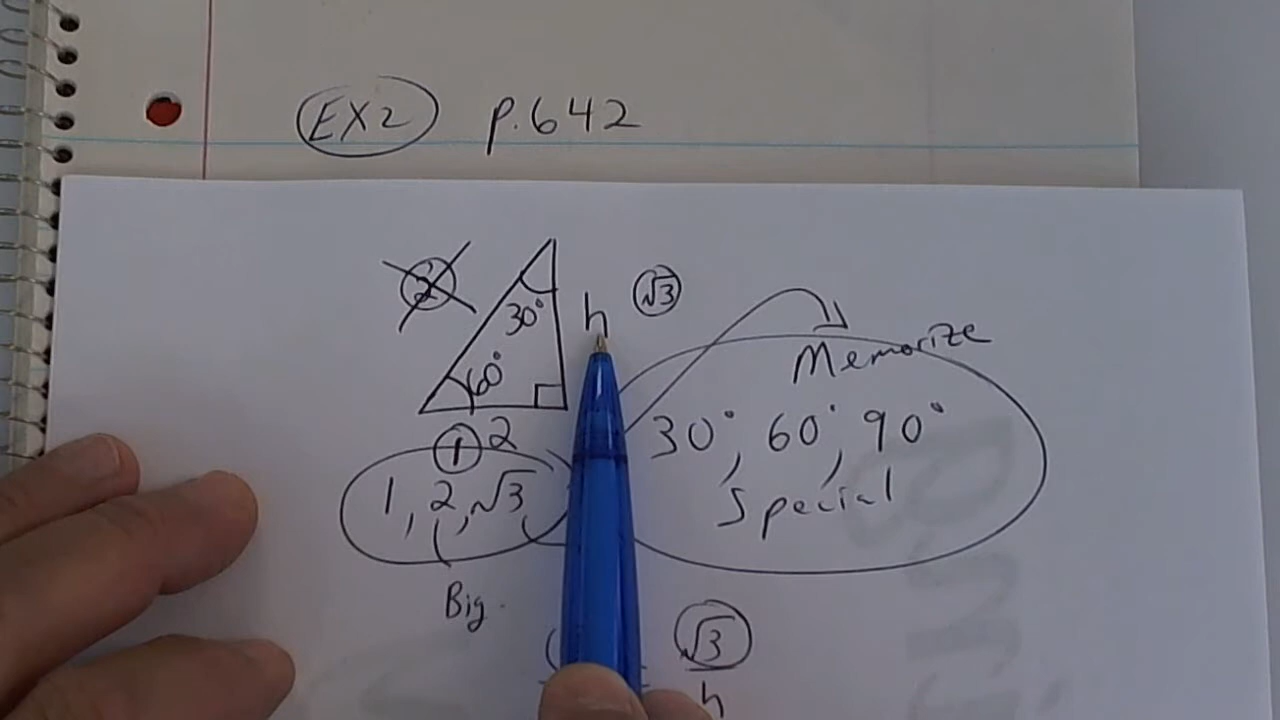 EX2 p.642
2 √3
30° h
60° Memorize
1 2 30°, 60°, 90°
1, 2, √3 Special
Big.
√3
h